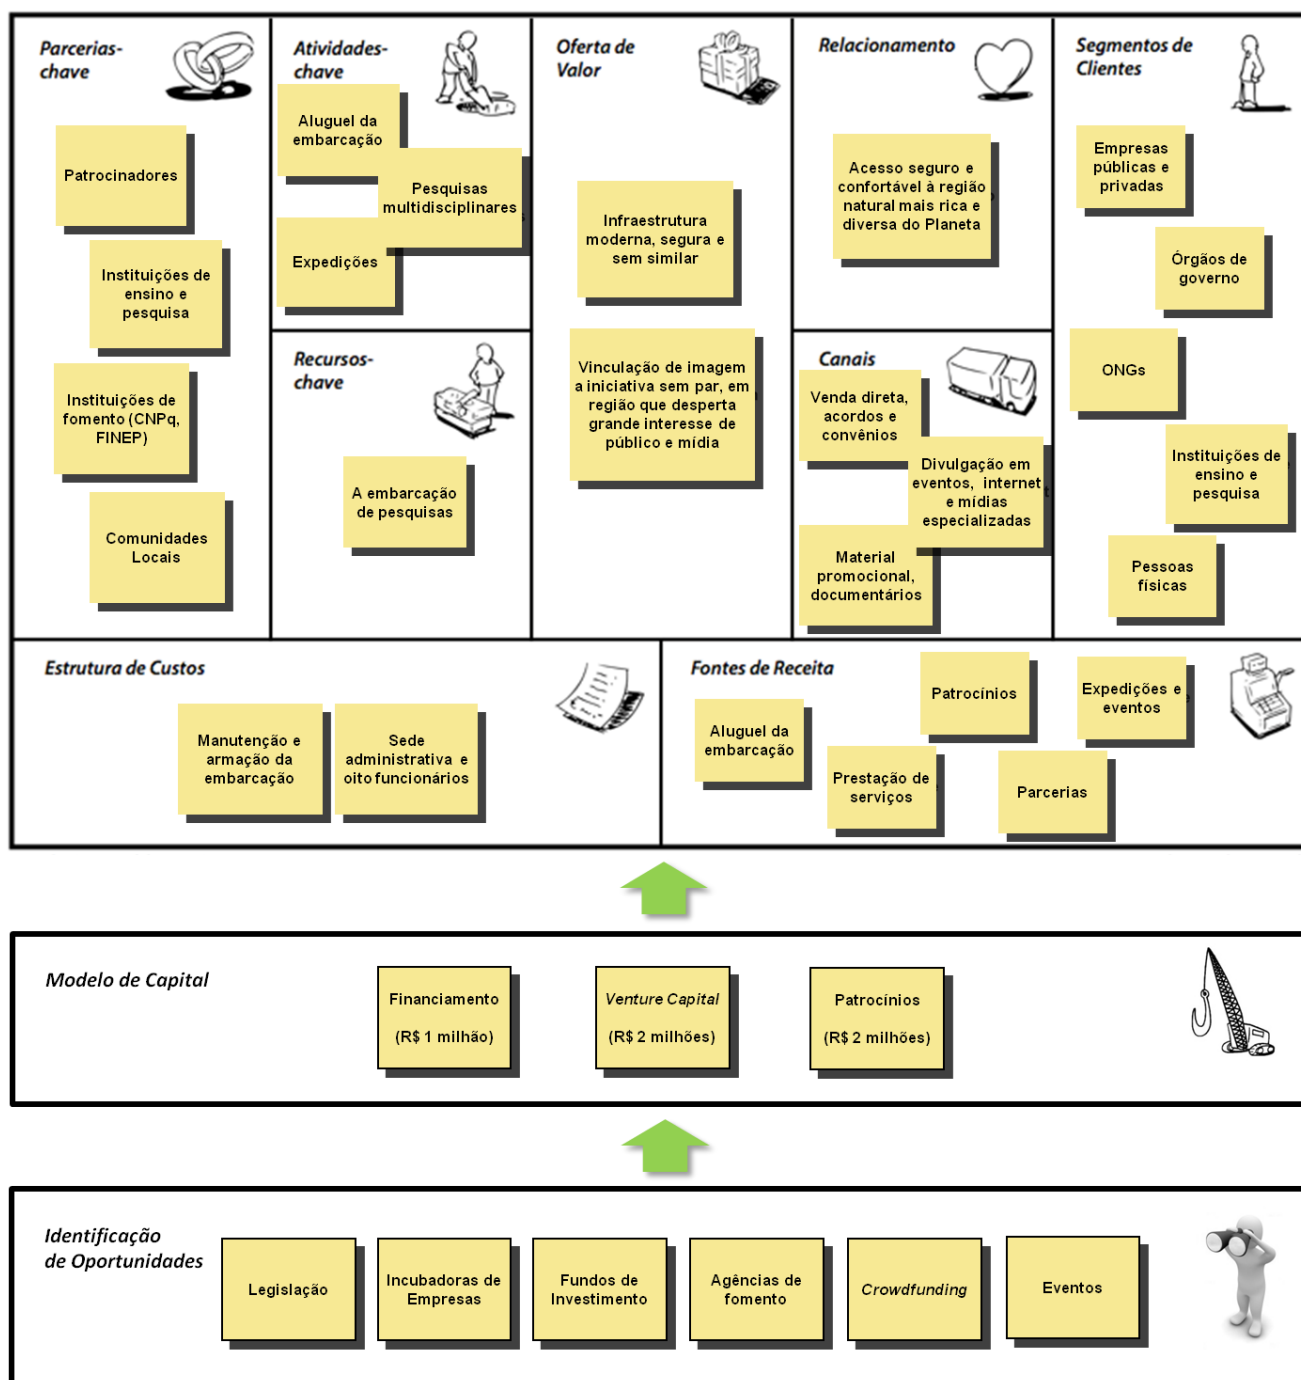 Parcerias-
chave
Patrocinadores
Instituições de
ensino e
pesquisa
Instituições de
fomento (CNPq,
FINEP)
Comunidades
Locais
Atividades-
chave
Aluguel da
embarcação
Pesquisas
multidisciplinares
Expedições
Recursos-
chave
A embarcação
de pesquisas
Oferta de
Valor
Infraestrutura
moderna, segura e
sem similar
Vinculação de imagem
a iniciativa sem par, em
região que desperta
grande interesse de
público e mídia
Relacionamento
Acesso seguro e
confortável à região
natural mais rica e
diversa do Planeta
Canais
Venda direta,
acordos e
convênios
Divulgação em
eventos, internet
e mídias
especializadas
Material
promocional,
documentários
Segmentos de
Clientes
Empresas
públicas e
privadas
Órgãos de
governo
ONGs
Instituições de
ensino e
pesquisa
Pessoas
físicas
Estrutura de Custos
Manutenção e
armação da
embarcação
Sede
administrativa e
oito funcionários
Fontes de Receita
Aluguel da
embarcação
Patrocínios
Prestação de
serviços
Expedições e
eventos
Parcerias
Modelo de Capital
Financiamento
(R$ 1 milhão)
Venture Capital
(R$ 2 milhões)
Patrocínios
(R$ 2 milhões)
Identificação
de Oportunidades
Legislação
Incubadoras de
Empresas
Fundos de
Investimento
Agências de
fomento
Crowdfunding
Eventos